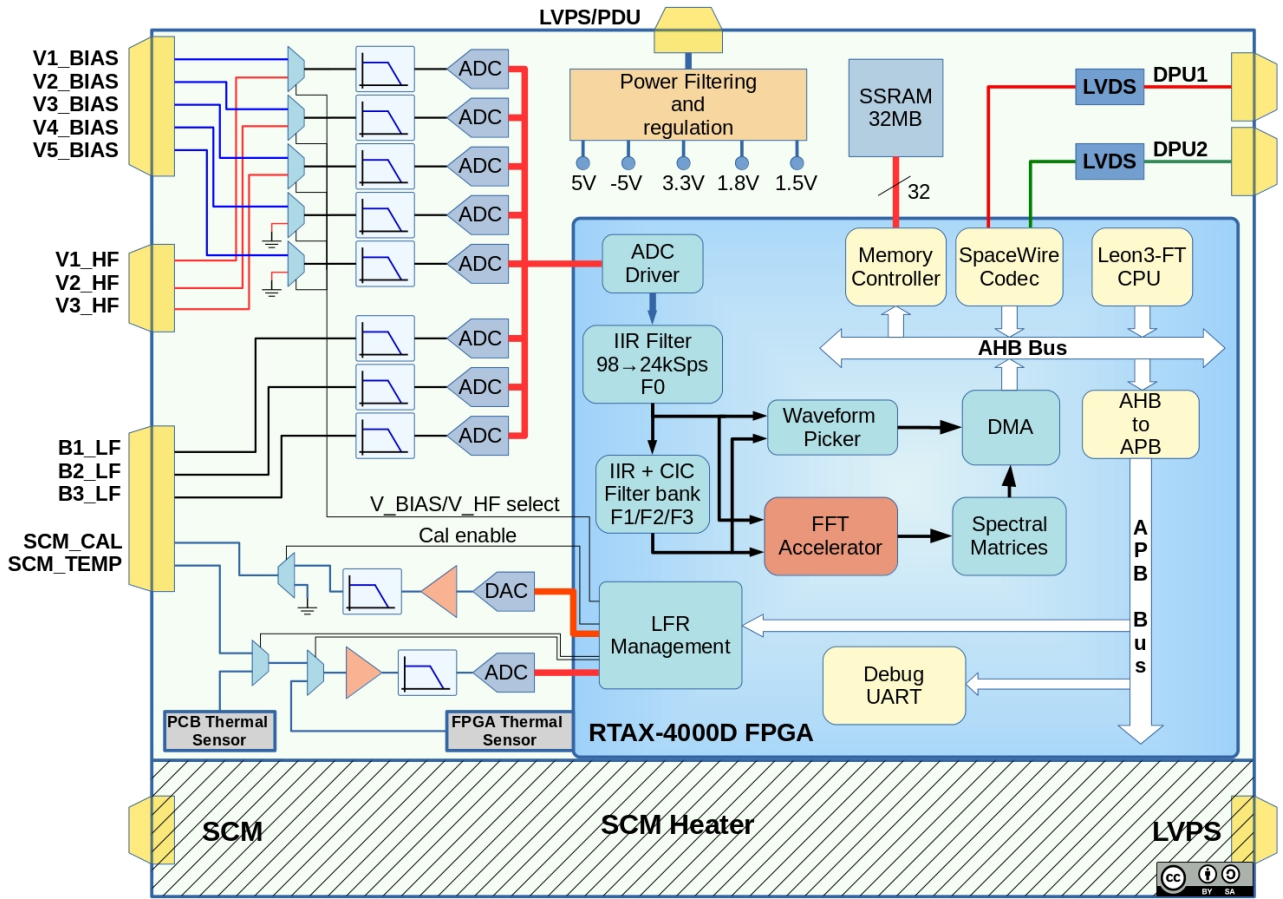 LVPS/PDU
V1_BIAS
V2_BIAS
V3_BIAS
V4_BIAS
V5_BIAS
V1_HF
V2_HF
V3_HF
B1_LF
B2_LF
B3_LF
SCM_CAL
SCM_TEMP
ADC
ADC
ADC
ADC
ADC
ADC
ADC
ADC
Power Filtering
and
regulation
5V
-5V
3.3V
1.8V
1.5V
SSRAM
32MB
32
LVDS
DPU1
LVDS
DPU2
ADC
Driver
Memory
Controller
SpaceWire
Codec
Leon3-FT
CPU
IIR Filter
98→24kSps
F0
AHB Bus
Waveform
Picker
DMA
AHB
to
APB
IIR + CIC
Filter bank
F1/F2/F3
FFT
Accelerator
Spectral
Matrices
APB Bus
V_BIAS/V_HF select
Cal enable
DAC
LFR
Management
ADC
Debug
UART
PCB Thermal
Sensor
FPGA Thermal
Sensor
RTAX-4000D FPGA
SCM
SCM Heater
LVPS
cc
BY SA